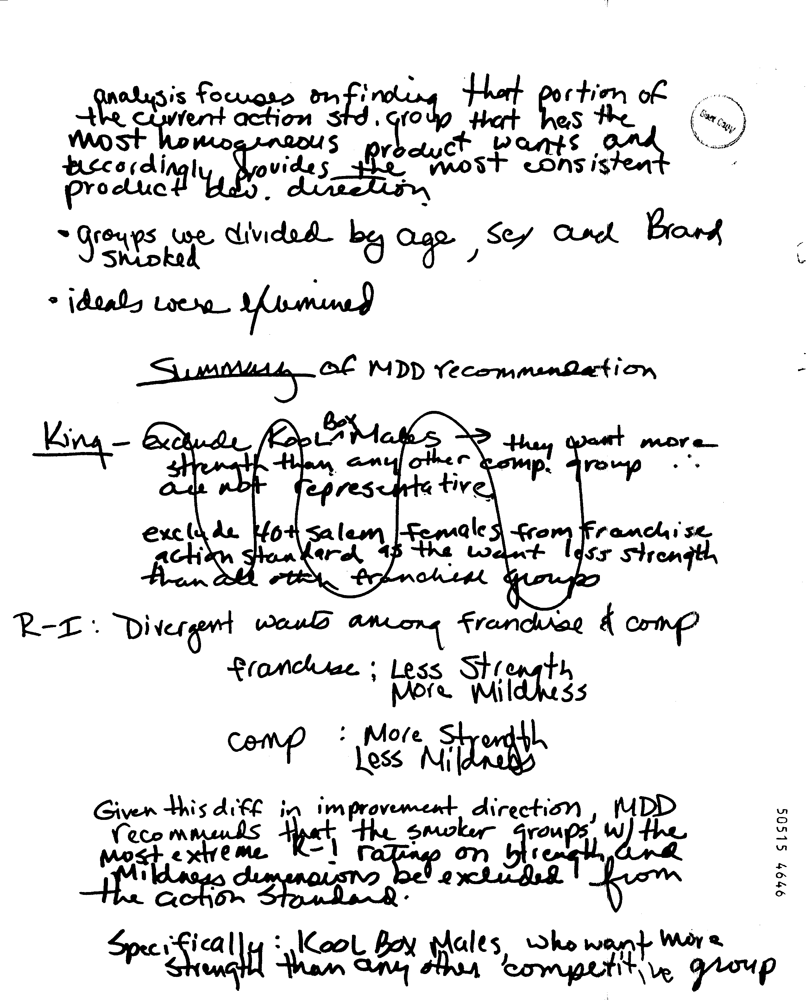 analysis focuses on finding that portion of
the current action std. group that has the
most homogeneous product wants and
accordingly provides the most consistent
product dev. direction
• groups we divided by age, sex and Brand
smoked
• ideals were examined
Summary of MDD recommendation
King - exclude Kool Box Males → they want more
strength than any other comp. group ∴
are not representative
exclude 40+ Salem Females from Franchise
action standard as the want less strength
than all other franchise groups
R-I : Divergent wants among franchise & comp
franchise ; Less Strength
More Mildness
comp : More Strength
Less Mildness
Given this diff in improvement direction, MDD
recommends that the smoker groups w/ the
most extreme R-I ratings on strength and
Mildness dimensions be excluded from
the action standard.
Specifically : Kool Box Males, who want more
strength than any other competitive group
50515 4646